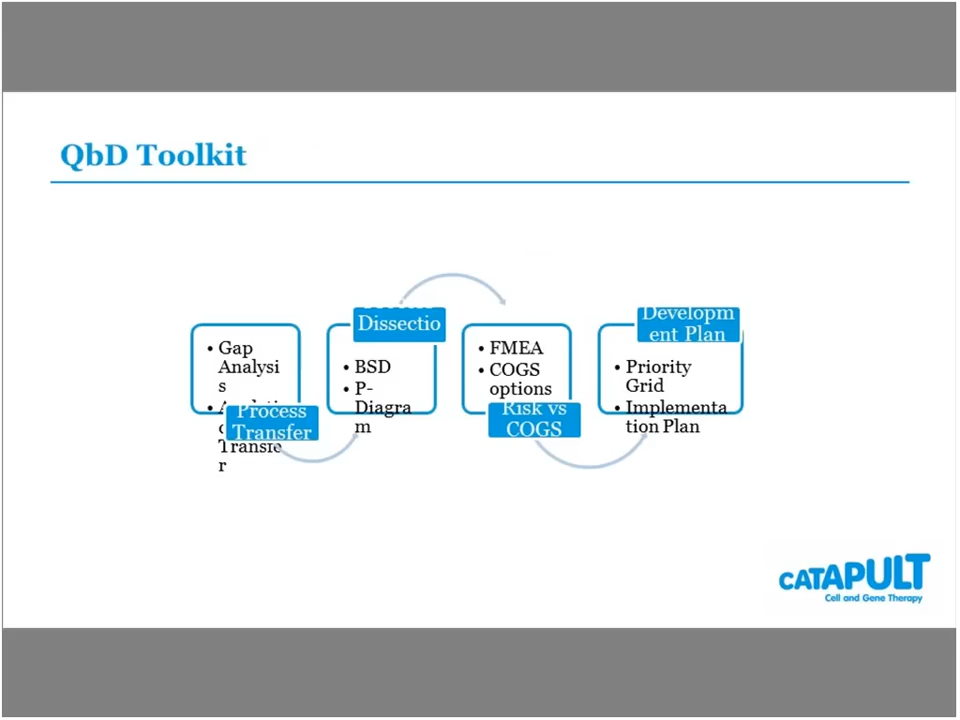 QbD Toolkit
• Gap
Analysi
s
•
Transfe
r
Process
Transfer
Dissectio
• BSD
• P-
Diagra
m
• FMEA
• COGS
options
Risk vs
COGS
Developm
ent Plan
• Priority
Grid
• Implementa
tion Plan
CATAPULT
Cell and Gene Therapy